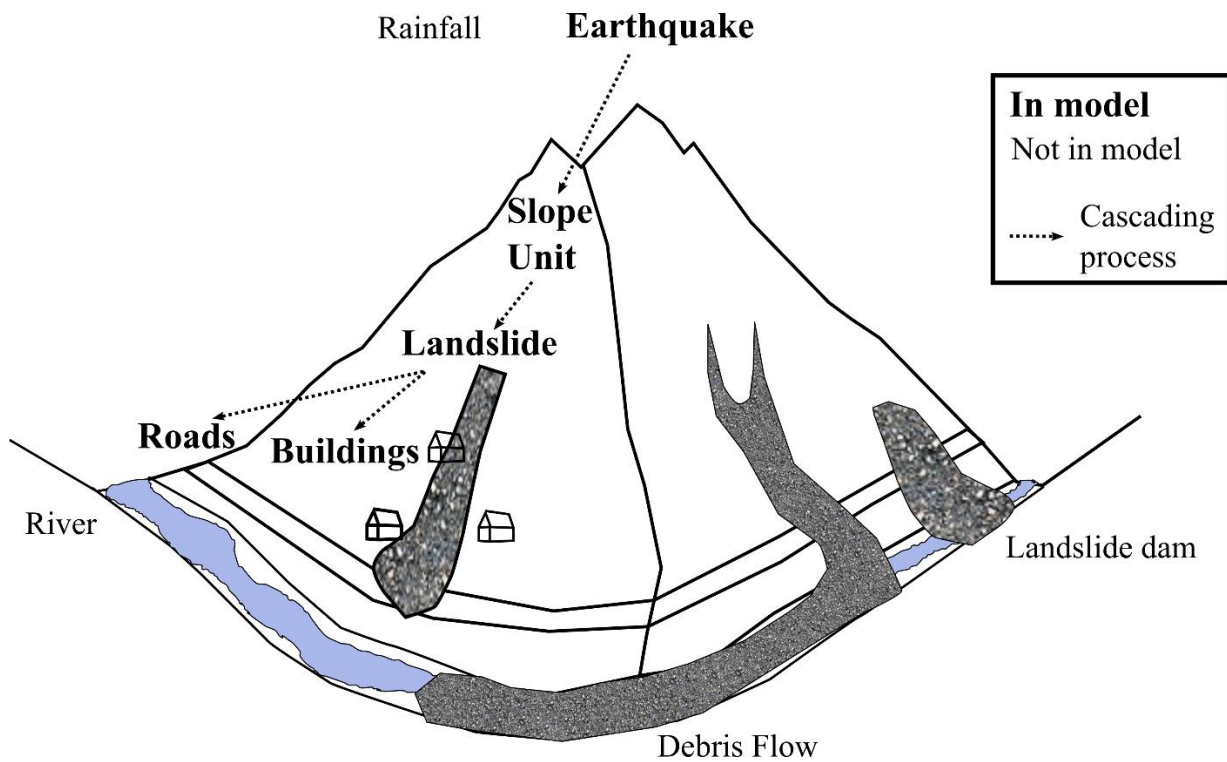 Rainfall
Earthquake
In model
Not in model
Cascading
process
Slope
Unit
Landslide
Roads
Buildings
River
Landslide dam
Debris Flow